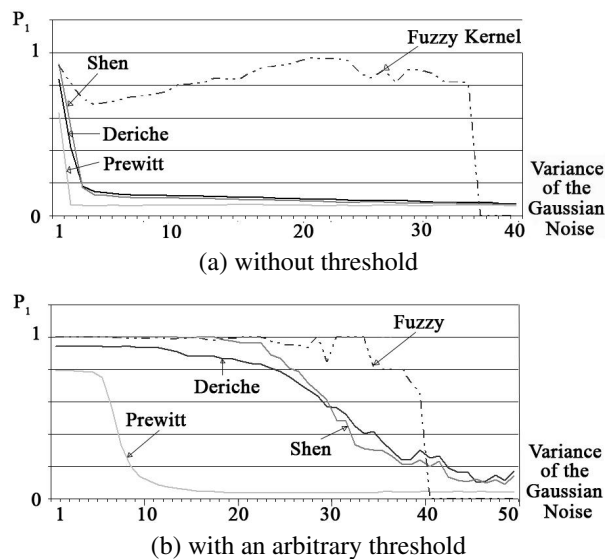 P1
1
Fuzzy Kernel
Shen
Deriche
Prewitt
Variance
of the
Gaussian
Noise
0
1
10
20
30
40
(a) without threshold
P1
1
Fuzzy
Deriche
Prewitt
Shen
Variance
of the
Gaussian
Noise
0
1
10
20
30
40
50
(b) with an arbitrary threshold